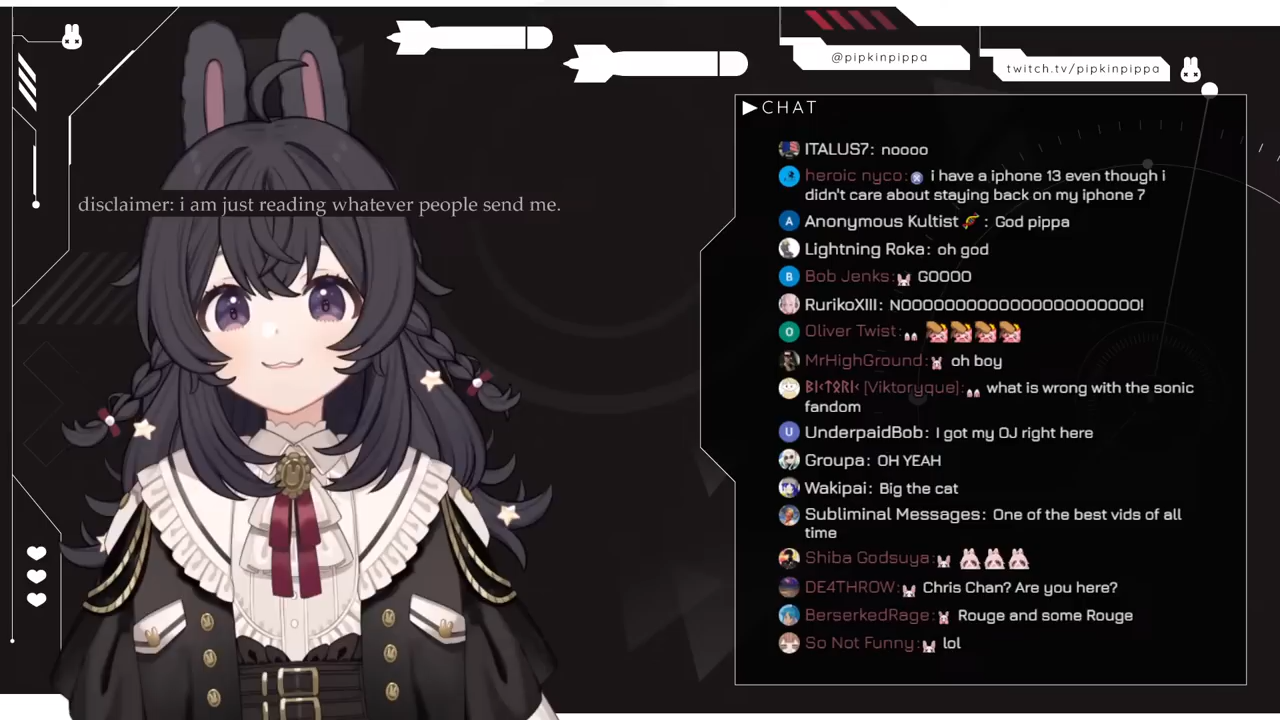 @pipkinpippa
twitch.tv/pipkinpippa
CHAT
ITALUS7: noooo
heroic nyco: i have a iphone 13 even though i
didn't care about staying back on my iphone 7
disclaimer: i am just reading whatever people send me.
A Anonymous Kultist : God pippa
Lightning Roka: oh god
B Bob Jenks: GOOOO
RurikoXIII: NOOOOOOOOOOOOOOOOOOOOOOO!
O Oliver Twist:
MrHighGround: oh boy
ᛒᛁᚲᛏᛟᚱᛁᚲ [Viktoryque]: what is wrong with the sonic
fandom
U UnderpaidBob: I got my OJ right here
Groupa: OH YEAH
Wakipai: Big the cat
Subliminal Messages: One of the best vids of all
time
Shiba Godsuya:
DE4THROW: Chris Chan? Are you here?
BerserkedRage: Rouge and some Rouge
So Not Funny: lol